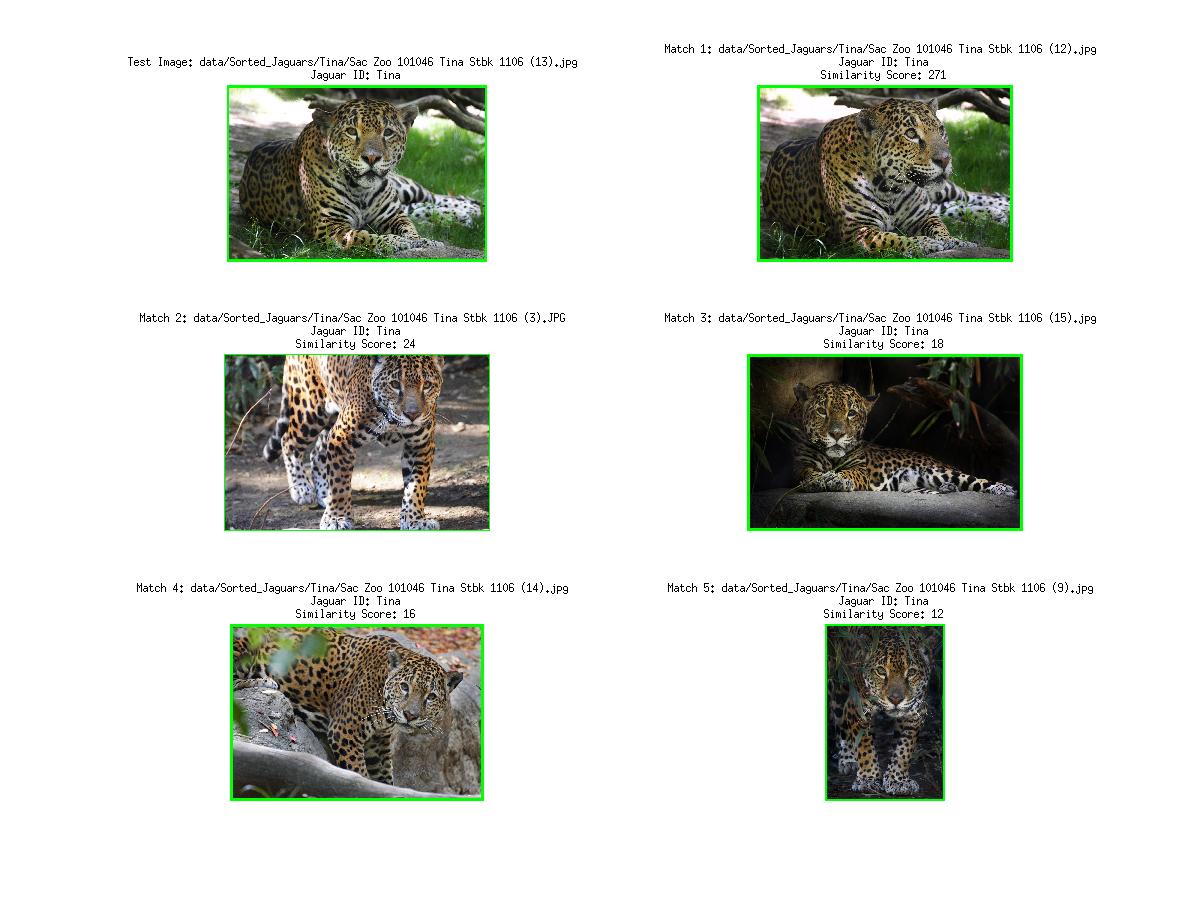 Test Image: data/Sorted_Jaguars/Tina/Sac Zoo 101046 Tina Stbk 1106 (13).jpg
Jaguar ID: Tina
Match 1: data/Sorted_Jaguars/Tina/Sac Zoo 101046 Tina Stbk 1106 (12).jpg
Jaguar ID: Tina
Similarity Score: 271
Match 2: data/Sorted_Jaguars/Tina/Sac Zoo 101046 Tina Stbk 1106 (3).JPG
Jaguar ID: Tina
Similarity Score: 24
Match 3: data/Sorted_Jaguars/Tina/Sac Zoo 101046 Tina Stbk 1106 (15).jpg
Jaguar ID: Tina
Similarity Score: 18
Match 4: data/Sorted_Jaguars/Tina/Sac Zoo 101046 Tina Stbk 1106 (14).jpg
Jaguar ID: Tina
Similarity Score: 16
Match 5: data/Sorted_Jaguars/Tina/Sac Zoo 101046 Tina Stbk 1106 (9).jpg
Jaguar ID: Tina
Similarity Score: 12